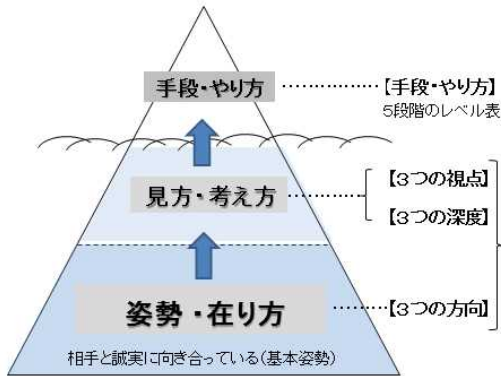 手段・やり方 【手段・やり方】
5段階のレベル表
見方・考え方 【3つの視点】
【3つの深度】
姿勢・在り方 【3つの方向】
相手と誠実に向き合っている(基本姿勢)